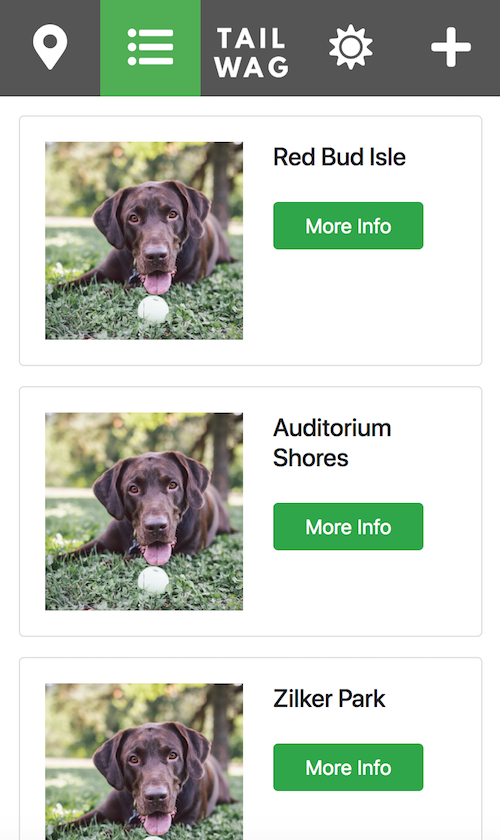 TAIL
WAG
Red Bud Isle
More Info
Auditorium
Shores
More Info
Zilker Park
More Info